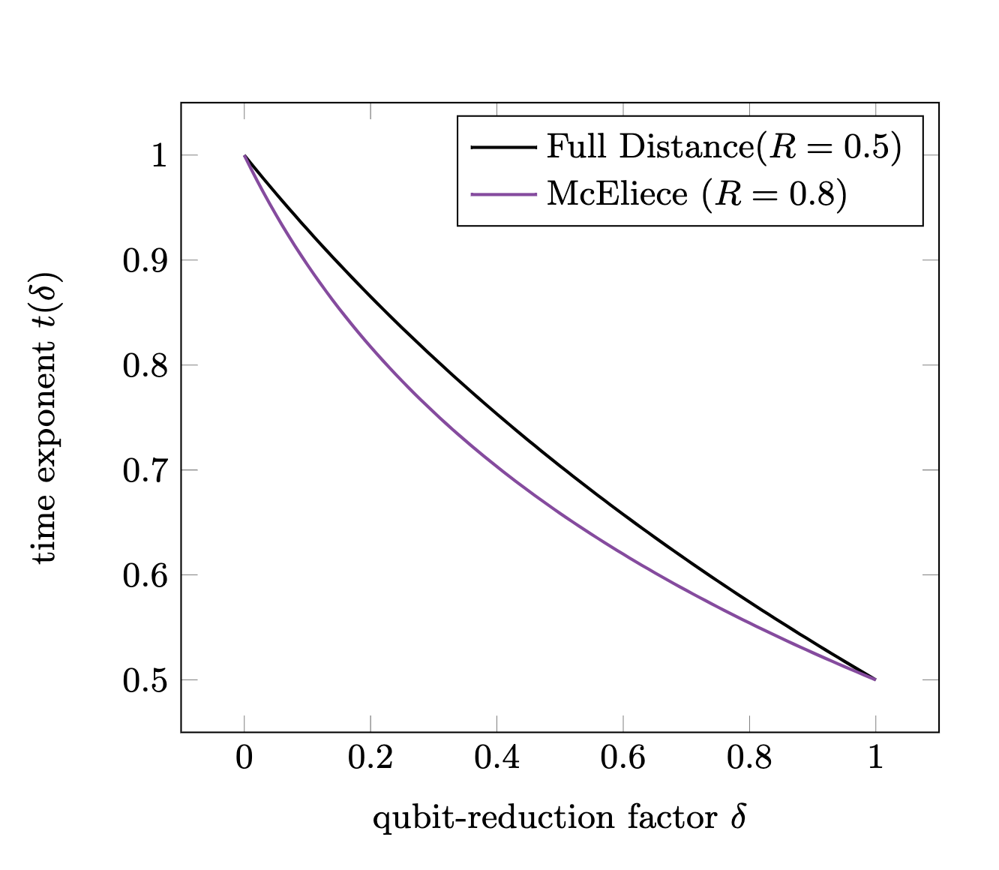 Full Distance(R = 0.5)
McEliece (R = 0.8)
1
0.9
0.8
0.7
0.6
0.5
time exponent t(δ)
0 0.2 0.4 0.6 0.8 1
qubit-reduction factor δ